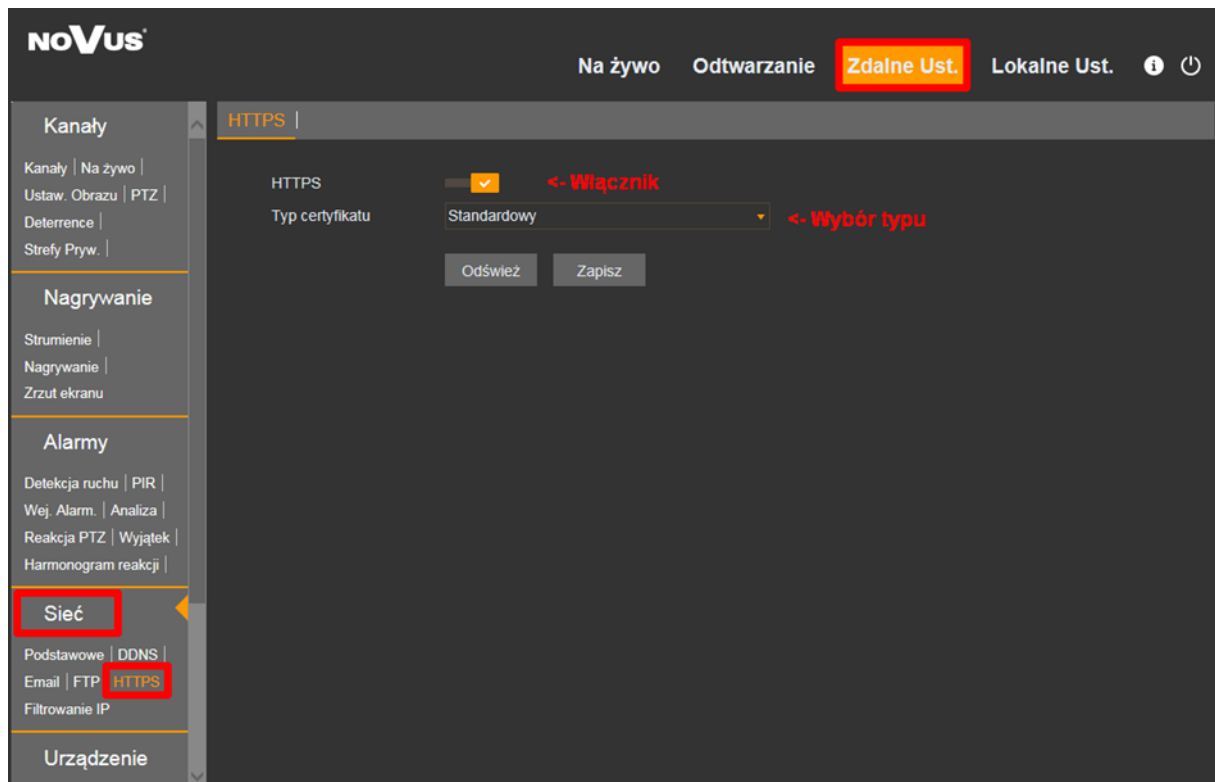 NOVUS
Na żywo Odtwarzanie Zdalne Ust. Lokalne Ust.
Kanały
Kanały | Na żywo |
Ustaw. Obrazu | PTZ |
Deterrence |
Strefy Pryw. |
Nagrywanie
Strumienie |
Nagrywanie |
Zrzut ekranu
Alarmy
Detekcja ruchu | PIR |
Wej. Alarm. | Analiza |
Reakcja PTZ | Wyjątek |
Harmonogram reakcji |
Sieć
Podstawowe | DDNS |
Email | FTP HTTPS
Filtrowanie IP
Urządzenie
HTTPS |
HTTPS <- Włącznik
Typ certyfikatu Standardowy <- Wybór typu
Odśwież Zapisz